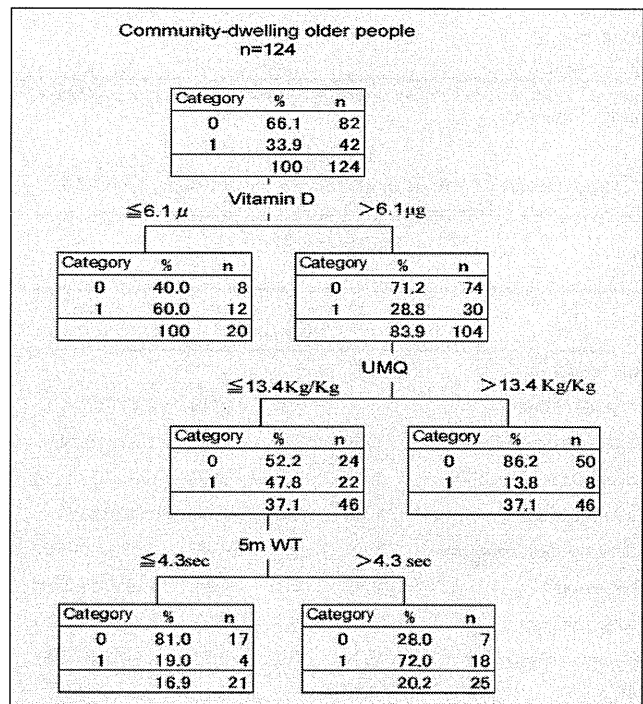 Community-dwelling older people
n=124
Category % n
0 66.1 82
1 33.9 42
100 124
Vitamin D
≦6.1 μ >6.1μg
Category % n
0 40.0 8
1 60.0 12
100 20
Category % n
0 71.2 74
1 28.8 30
83.9 104
UMQ
≦13.4Kg/Kg >13.4 Kg/Kg
Category % n
0 52.2 24
1 47.8 22
37.1 46
Category % n
0 86.2 50
1 13.8 8
37.1 46
5m WT
≦4.3sec >4.3 sec
Category % n
0 81.0 17
1 19.0 4
16.9 21
Category % n
0 28.0 7
1 72.0 18
20.2 25